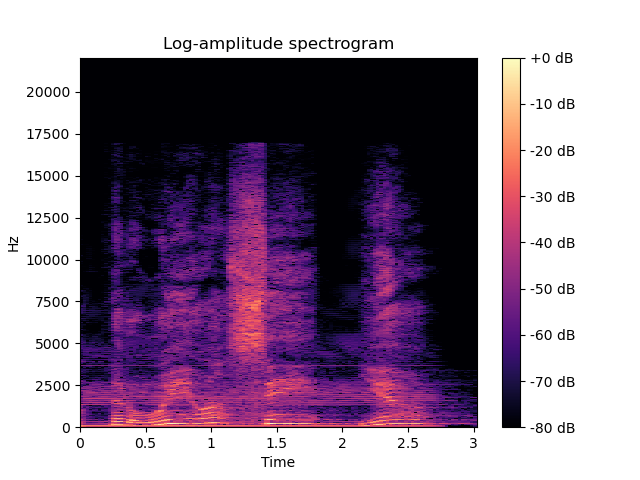 Log-amplitude spectrogram
+0 dB
20000
-10 dB
17500
-20 dB
15000
-30 dB
12500
Hz
-40 dB
10000
-50 dB
7500
-60 dB
5000
-70 dB
2500
0
-80 dB
0 0.5 1 1.5 2 2.5 3
Time